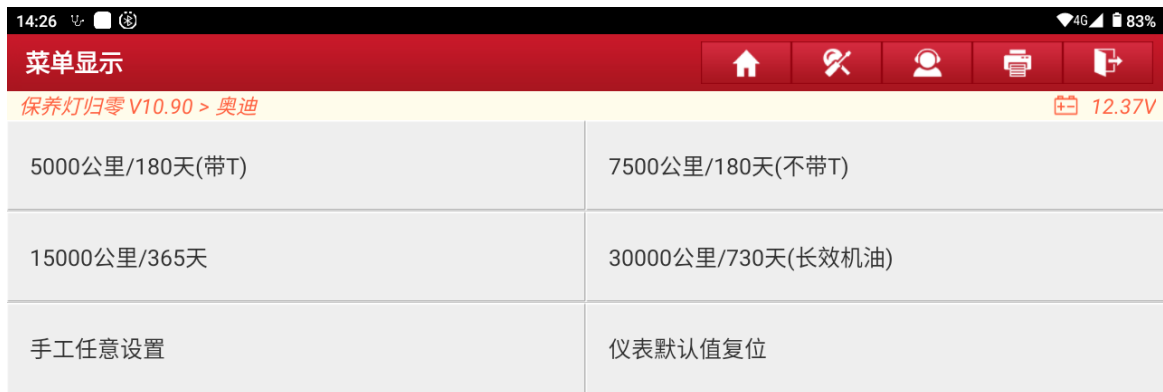 14:26 4G 83%
菜单显示
保养灯归零 V10.90 > 奥迪 12.37V
5000公里/180天(带T) 7500公里/180天(不带T)
15000公里/365天 30000公里/730天(长效机油)
手工任意设置 仪表默认值复位